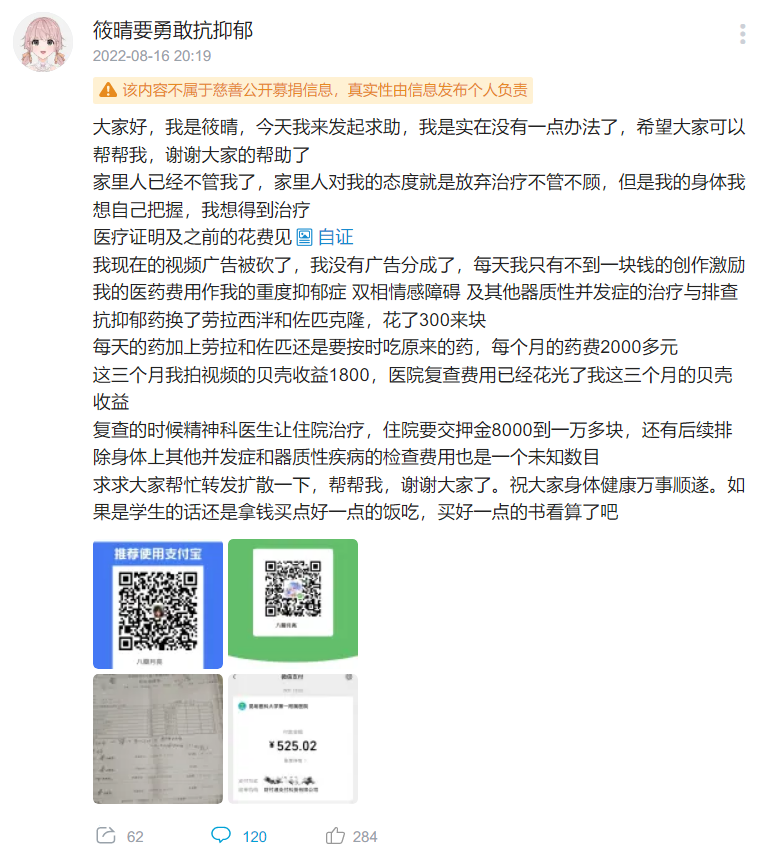 筱晴要勇敢抗抑郁
2022-08-16 20:19
该内容不属于慈善公开募捐信息，真实性由信息发布个人负责
大家好，我是筱晴，今天我来发起求助，我是实在没有一点办法了，希望大家可以
帮帮我，谢谢大家的帮助了
家里人已经不管我了，家里人对我的态度就是放弃治疗不管不顾，但是我的身体我
想自己把握，我想得到治疗
医疗证明及之前的花费见 自证
我现在的视频广告被砍了，我没有广告分成了，每天我只有不到一块钱的创作激励
我的医药费用作我的重度抑郁症 双相情感障碍 及其他器质性并发症的治疗与排查
抗抑郁药换了劳拉西泮和佐匹克隆，花了300来块
每天的药加上劳拉和佐匹还是要按时吃原来的药，每个月的药费2000多元
这三个月我拍视频的贝壳收益1800，医院复查费用已经花光了我这三个月的贝壳
收益
复查的时候精神科医生让住院治疗，住院要交押金8000到一万多块，还有后续排
除身体上其他并发症和器质性疾病的检查费用也是一个未知数目
求求大家帮忙转发扩散一下，帮帮我，谢谢大家了。祝大家身体健康万事顺遂。如
果是学生的话还是拿钱买点好一点的饭吃，买好一点的书看算了吧
推荐使用支付宝
微信支付
¥525.02
62
120
284